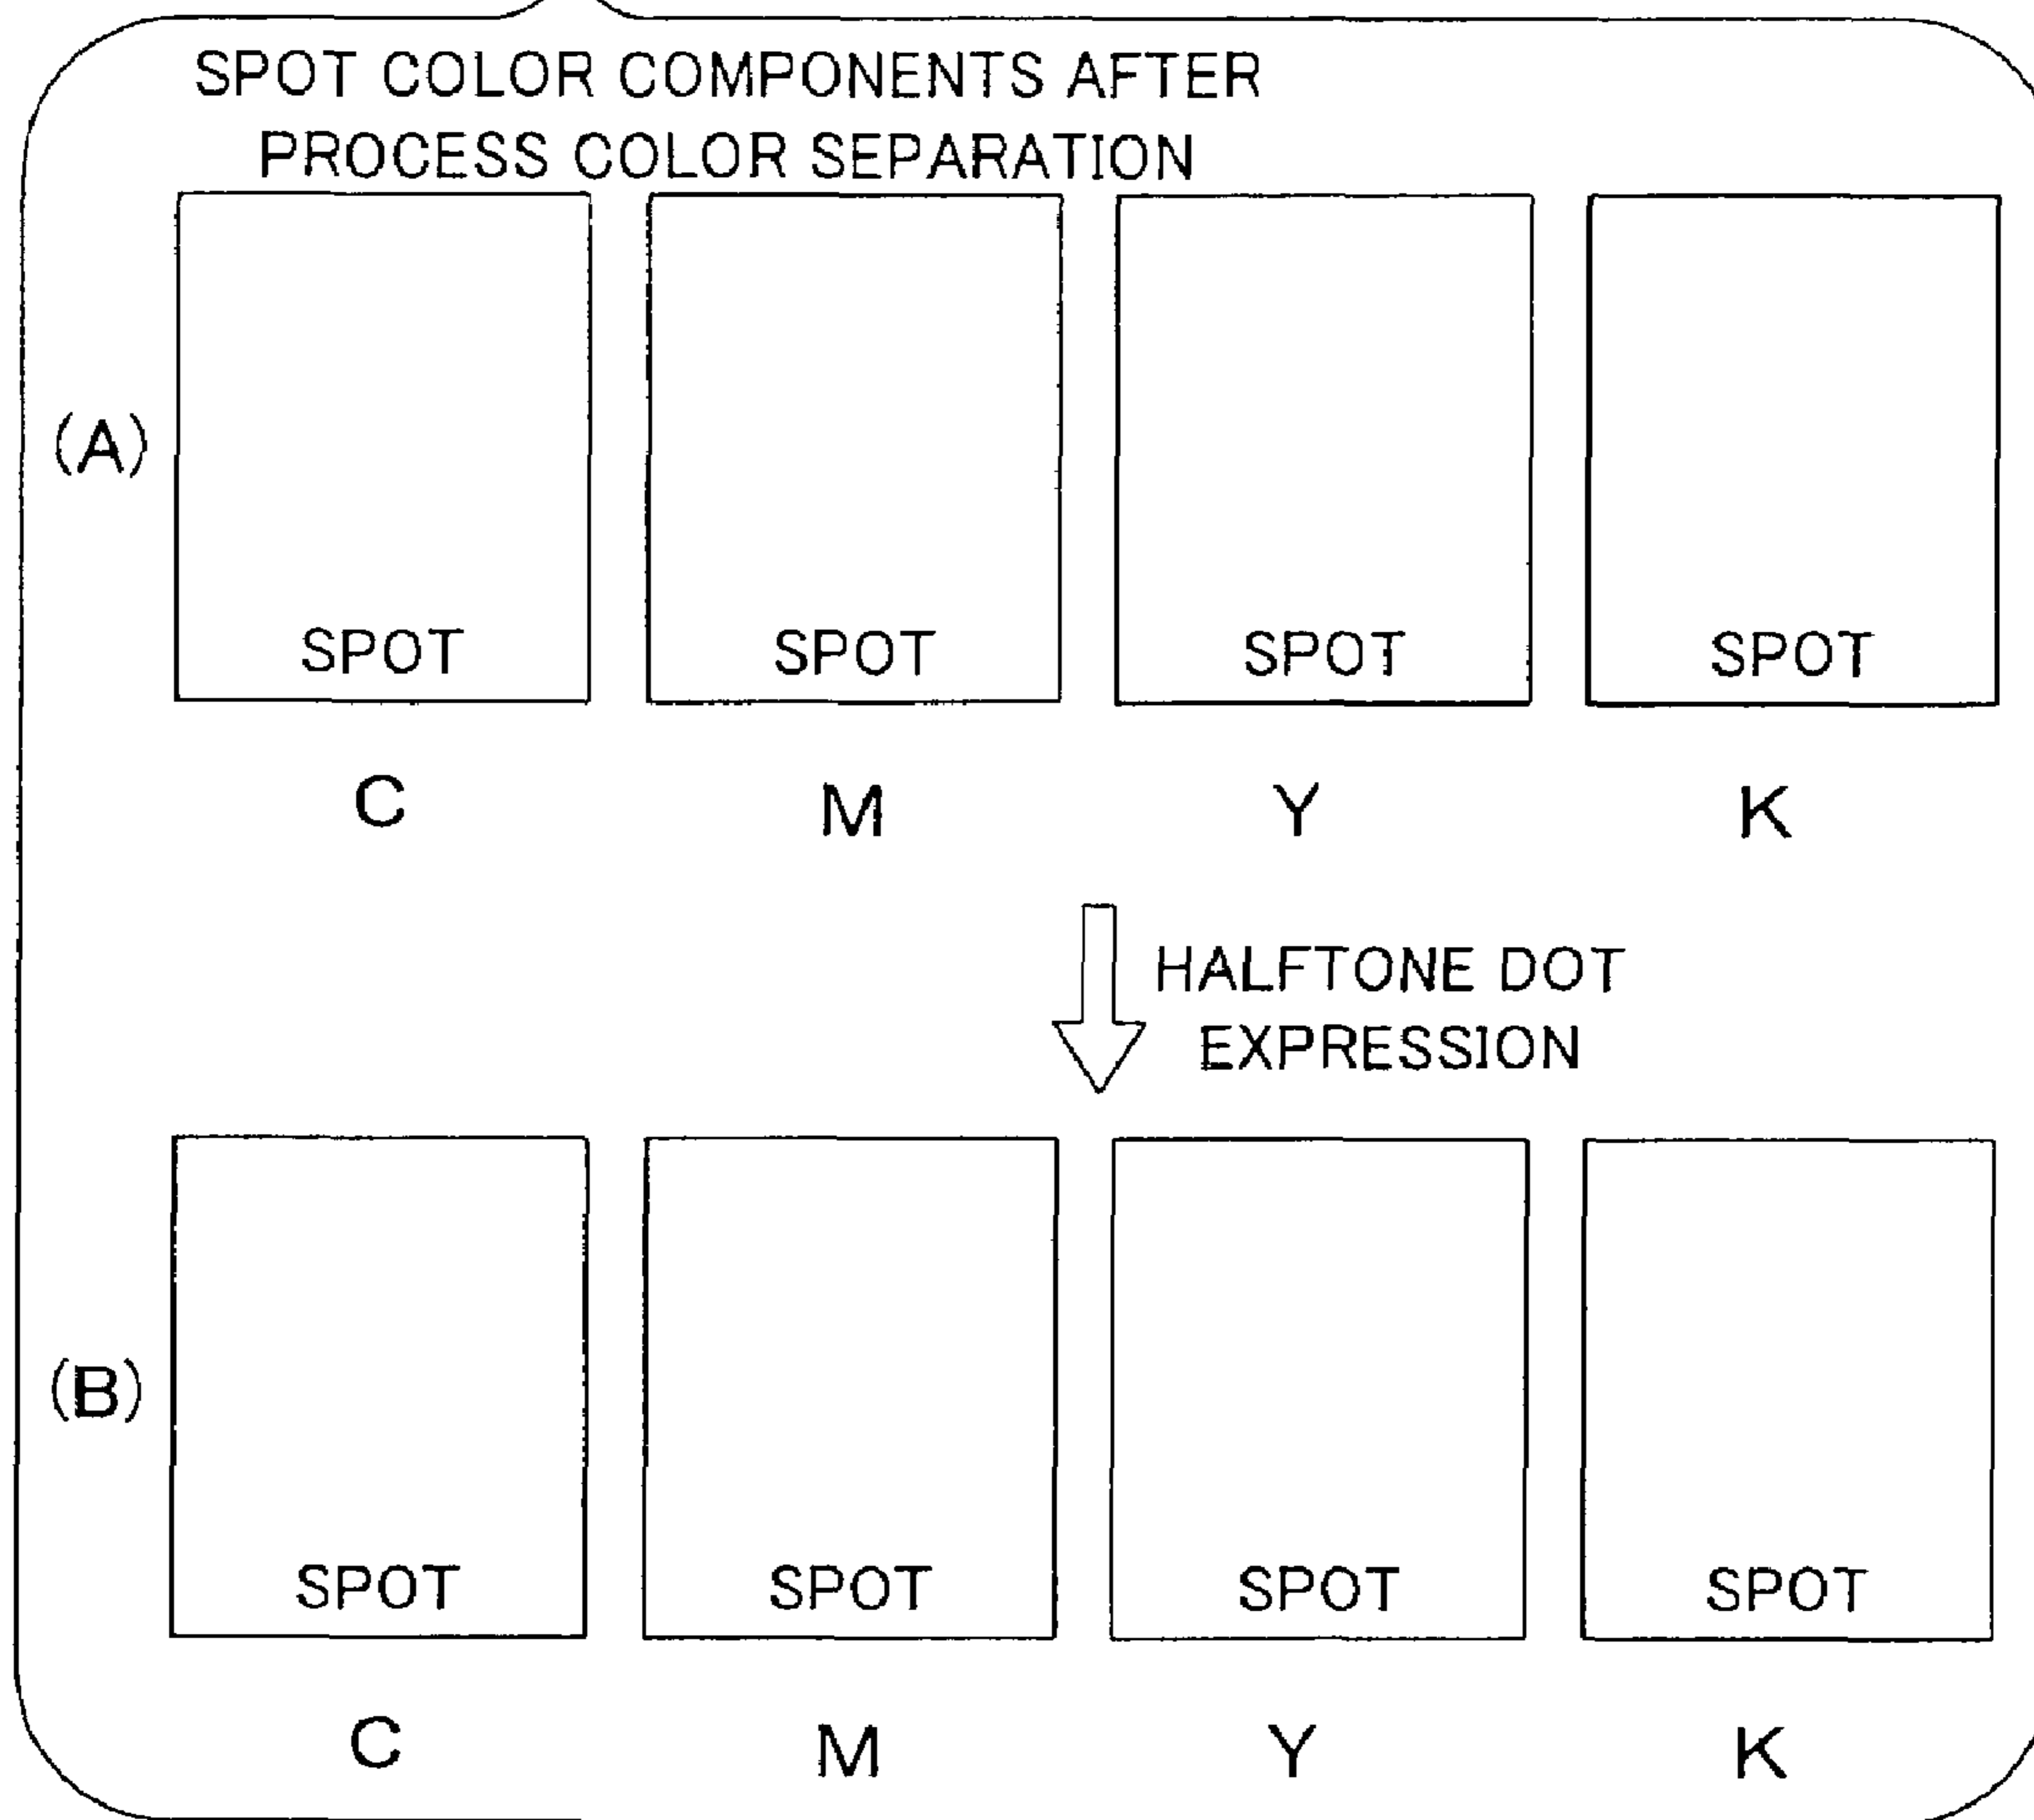 SPOT COLOR COMPONENTS AFTER
PROCESS COLOR SEPARATION
(A)
SPOT SPOT SPOT SPOT
C M Y K
HALFTONE DOT
EXPRESSION
(B)
SPOT SPOT SPOT SPOT
C M Y K